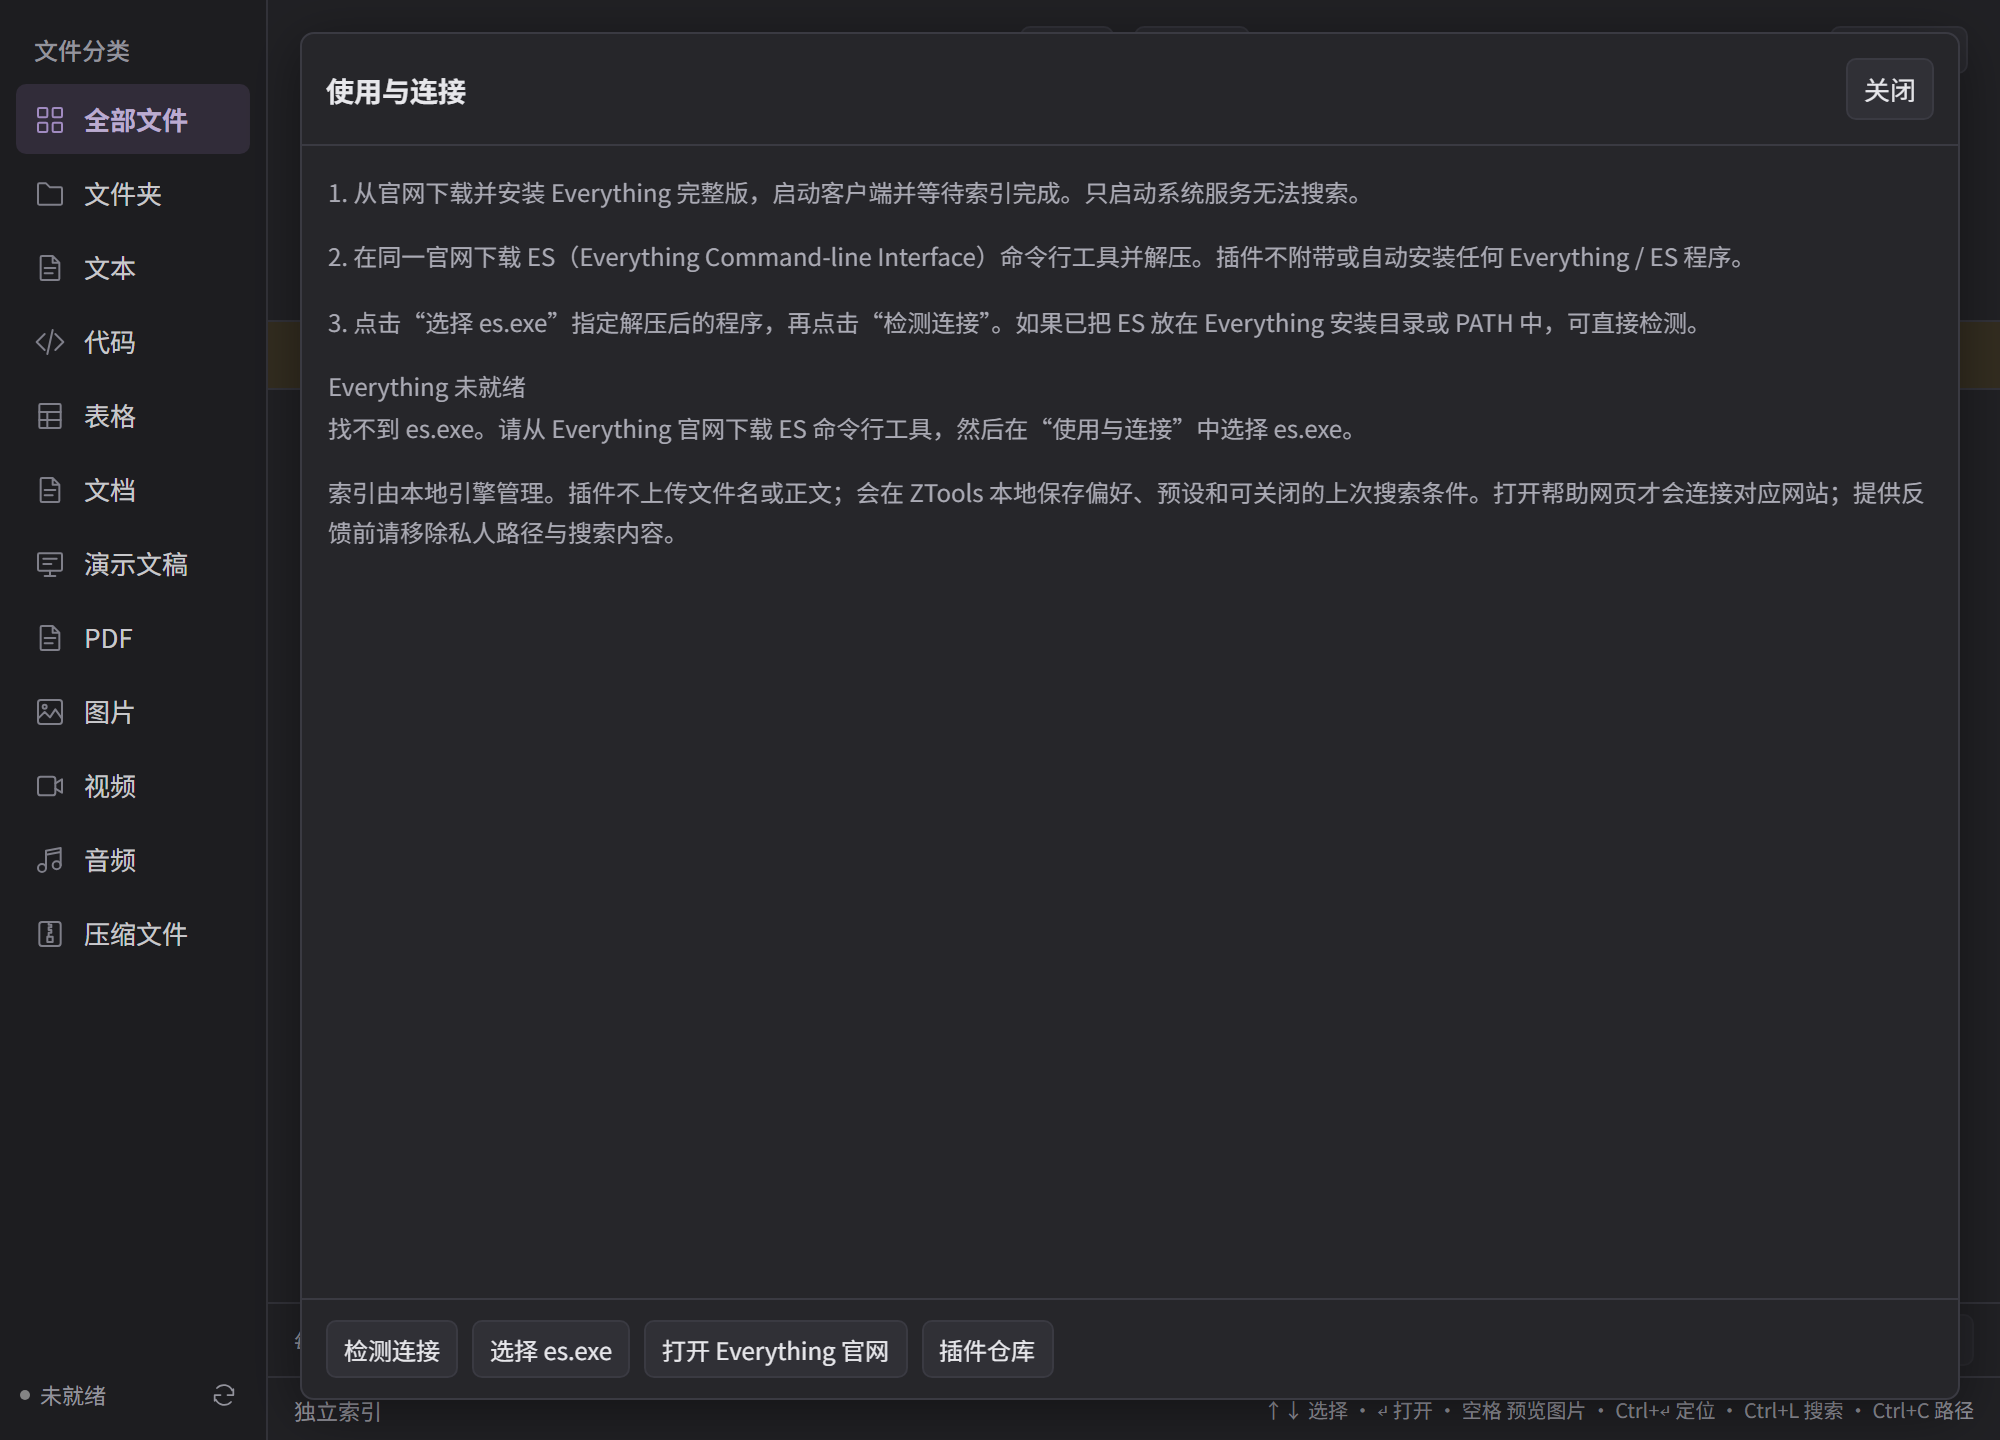 文件分类
全部文件
文件夹
文本
代码
表格
文档
演示文稿
PDF
图片
视频
音频
压缩文件
未就绪
使用与连接
关闭
1. 从官网下载并安装 Everything 完整版，启动客户端并等待索引完成。只启动系统服务无法搜索。
2. 在同一官网下载 ES（Everything Command-line Interface）命令行工具并解压。插件不附带或自动安装任何 Everything / ES 程序。
3. 点击“选择 es.exe”指定解压后的程序，再点击“检测连接”。如果已把 ES 放在 Everything 安装目录或 PATH 中，可直接检测。
Everything 未就绪
找不到 es.exe。请从 Everything 官网下载 ES 命令行工具，然后在“使用与连接”中选择 es.exe。
索引由本地引擎管理。插件不上传文件名或正文；会在 ZTools 本地保存偏好、预设和可关闭的上次搜索条件。打开帮助网页才会连接对应网站；提供反
馈前请移除私人路径与搜索内容。
检测连接
选择 es.exe
打开 Everything 官网
插件仓库
独立索引
↑↓ 选择 · ↵ 打开 · 空格 预览图片 · Ctrl+↵ 定位 · Ctrl+L 搜索 · Ctrl+C 路径